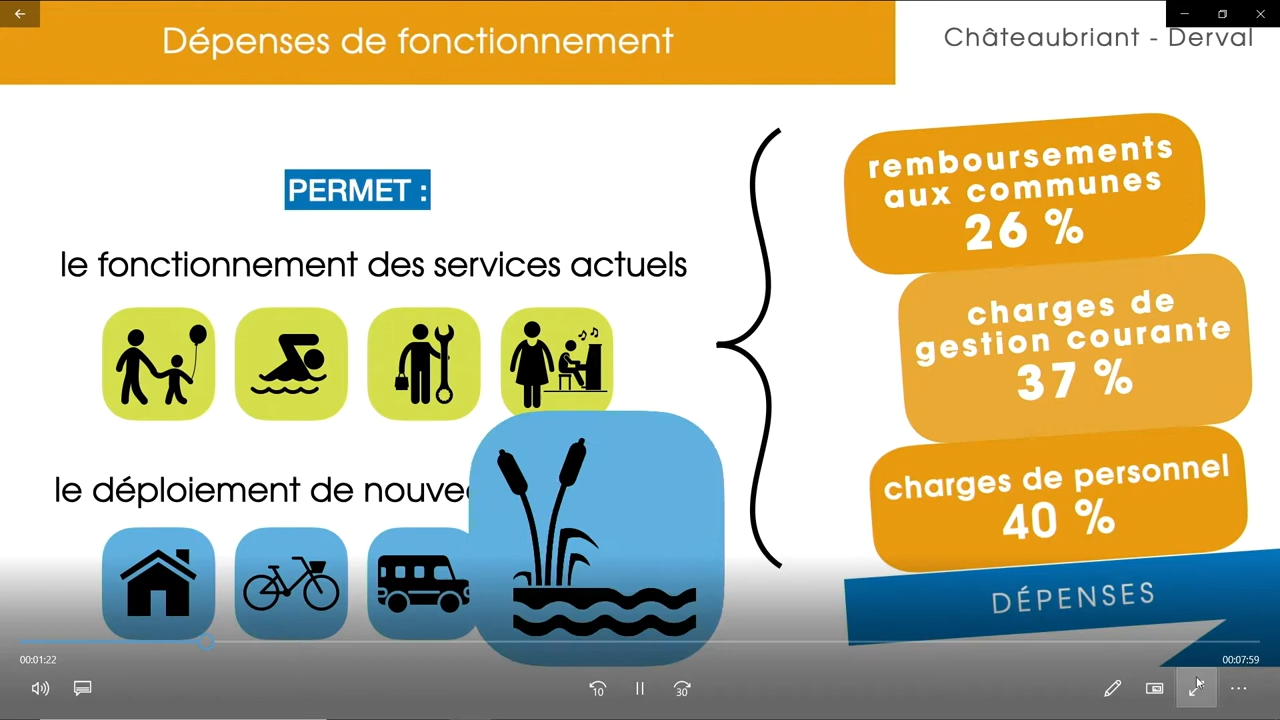 Dépenses de fonctionnement
Châteaubriant - Derval
PERMET :
le fonctionnement des services actuels
le déploiement de
remboursements
aux communes
26 %
charges de
gestion courante
37 %
charges de personnel
40 %
DÉPENSES
00:01:22
00:07:59
10
30